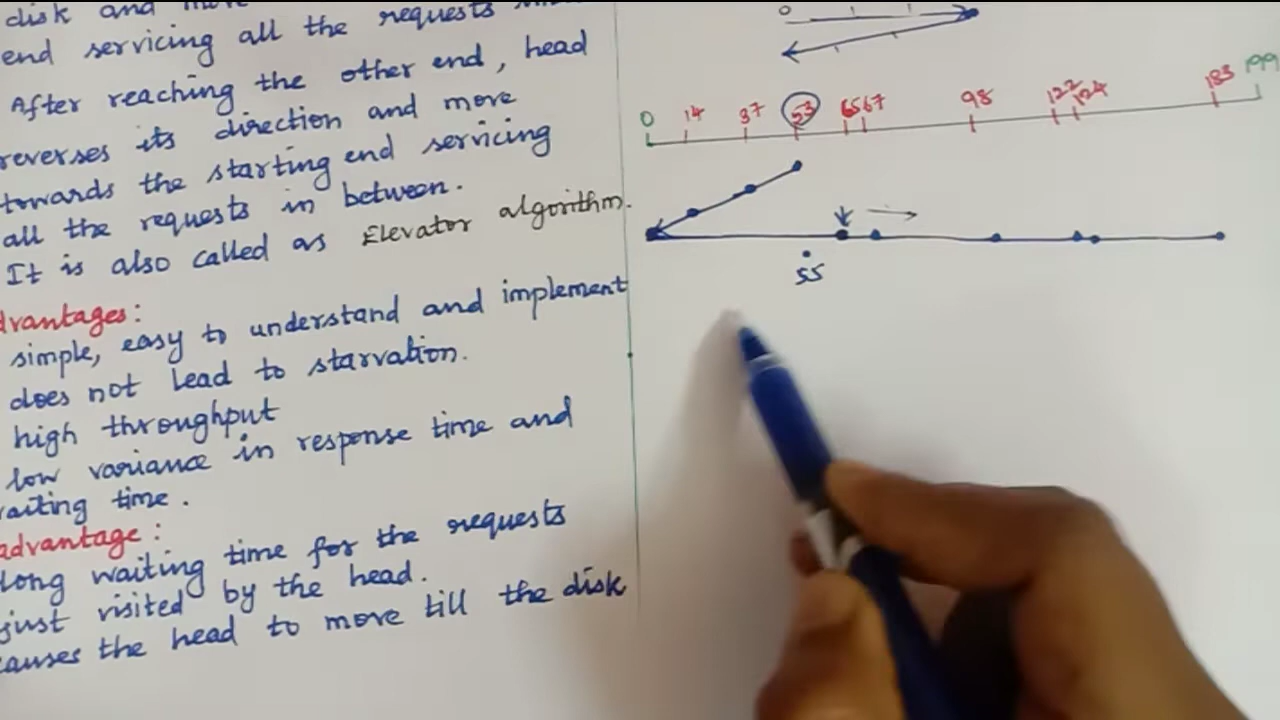 disk and
end servicing all the requests
After reaching the other end, head
reverses its direction and move
towards the starting end servicing
all the requests in between.
It is also called as Elevator algorithm.
dvantages:
simple, easy to understand and implement
does not lead to starvation.
high throughput
low variance in response time and
aiting time.
advantage:
long waiting time for the requests
just visited by the head.
causes the head to move till the disk
0
0 14 37 53 65 67 98 122 124 183 199
55